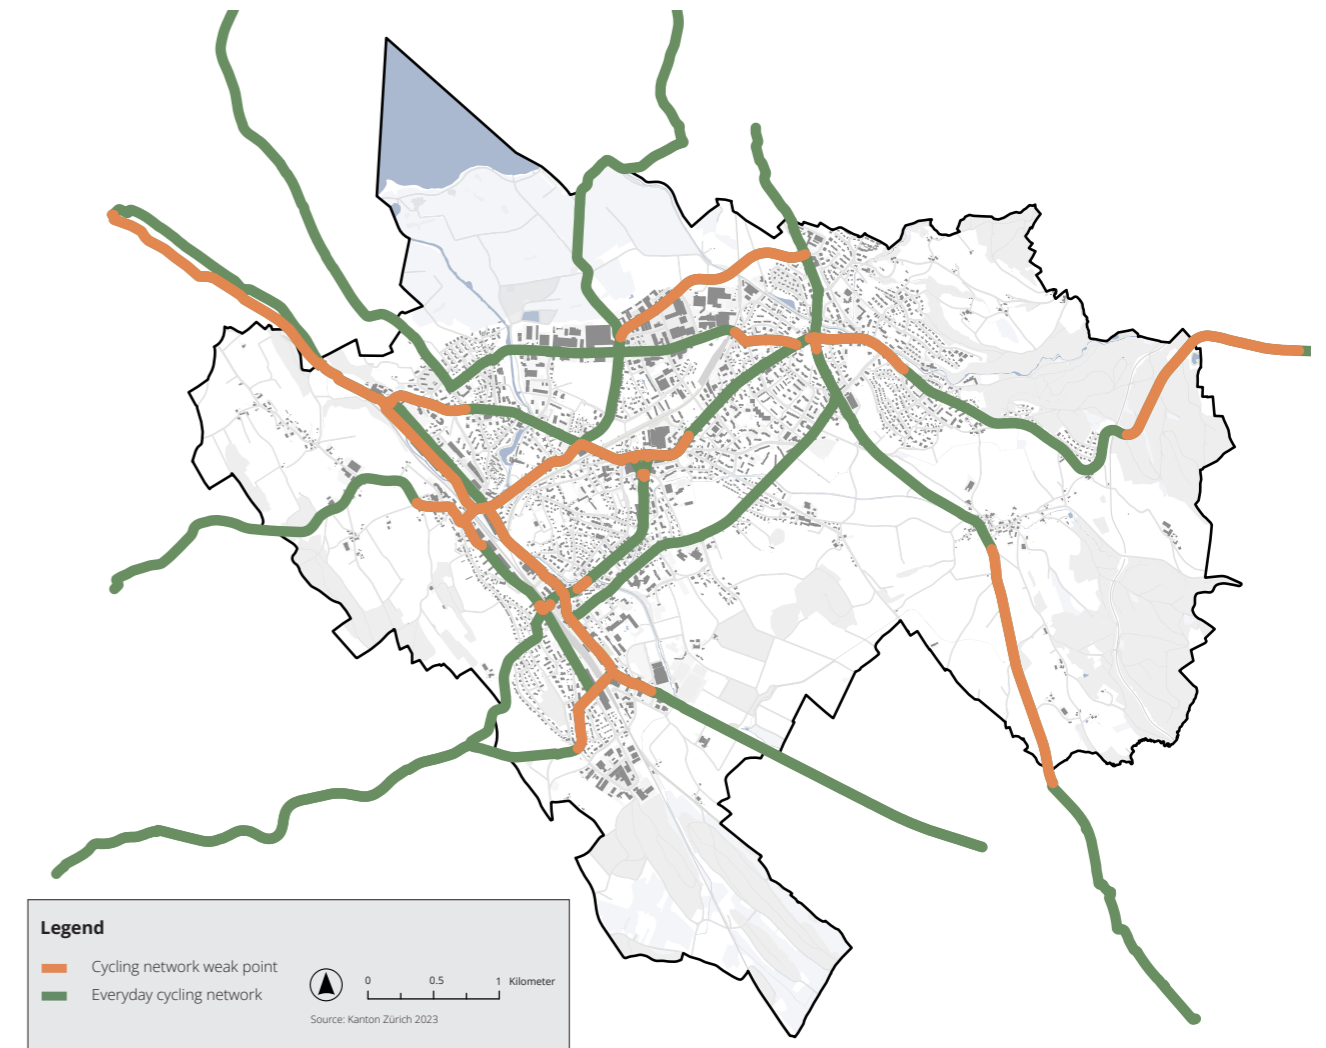 Legend
Cycling network weak point
Everyday cycling network
0 0.5 1 Kilometer
Source: Kanton Zürich 2023